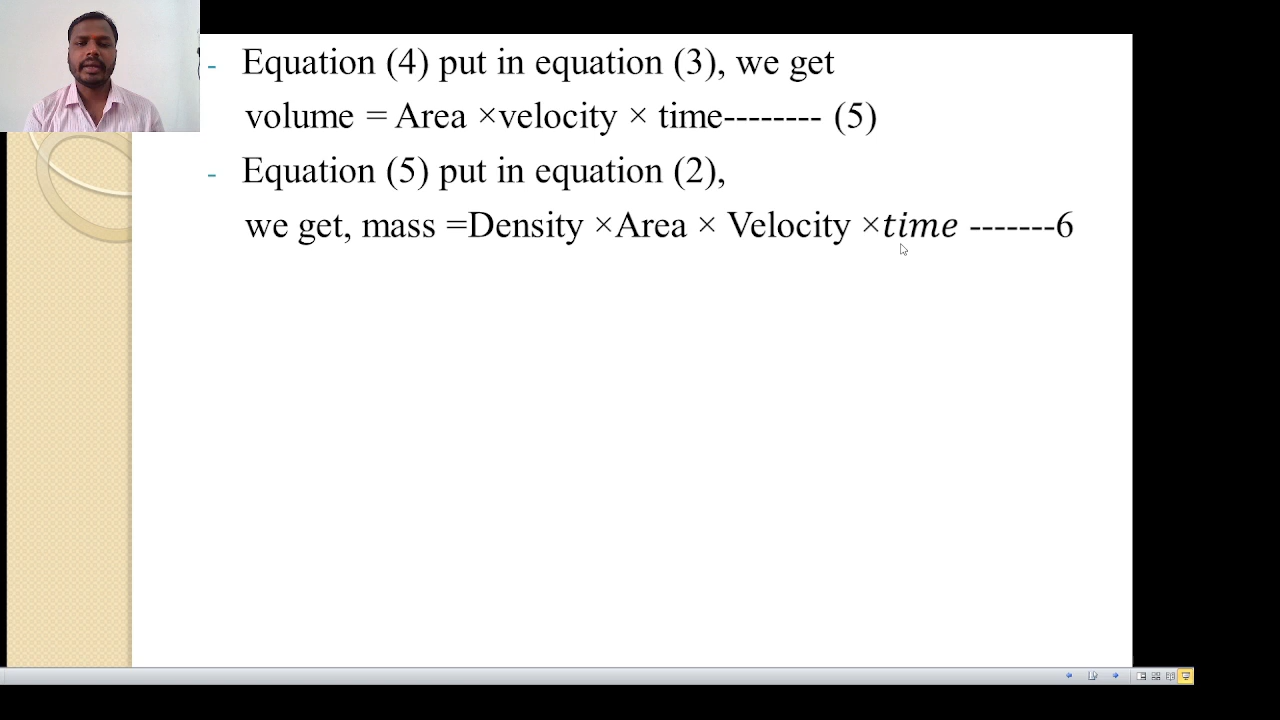 - Equation (4) put in equation (3), we get
volume = Area ×velocity × time-------- (5)
- Equation (5) put in equation (2),
we get, mass =Density ×Area × Velocity ×𝑡𝑖𝑚𝑒 -------6